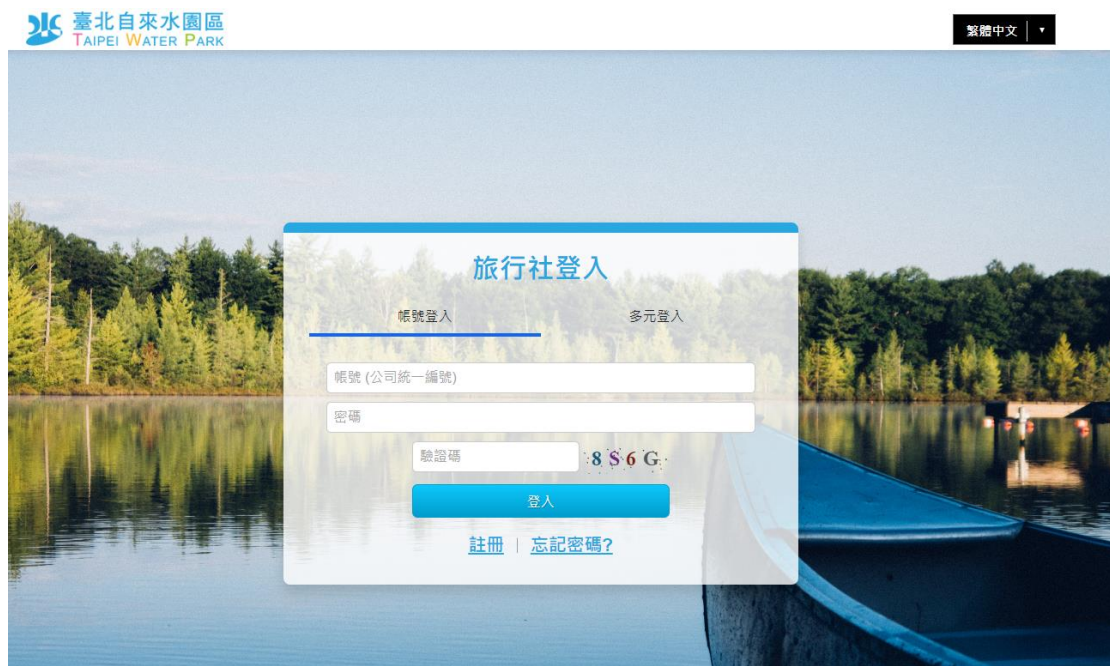 臺北自來水園區
TAIPEI WATER PARK
繁體中文
旅行社登入
帳號登入
多元登入
帳號 (公司統一編號)
密碼
驗證碼
8S6G
登入
註冊 | 忘記密碼?